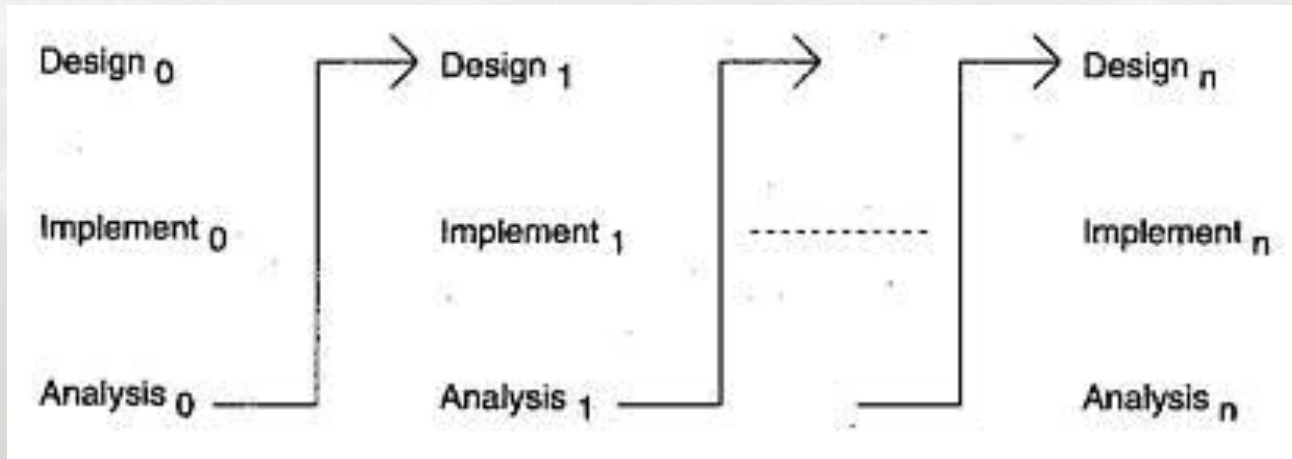 Design 0
Implement 0
Analysis 0
Design 1
Implement 1
Analysis 1
Design n
Implement n
Analysis n